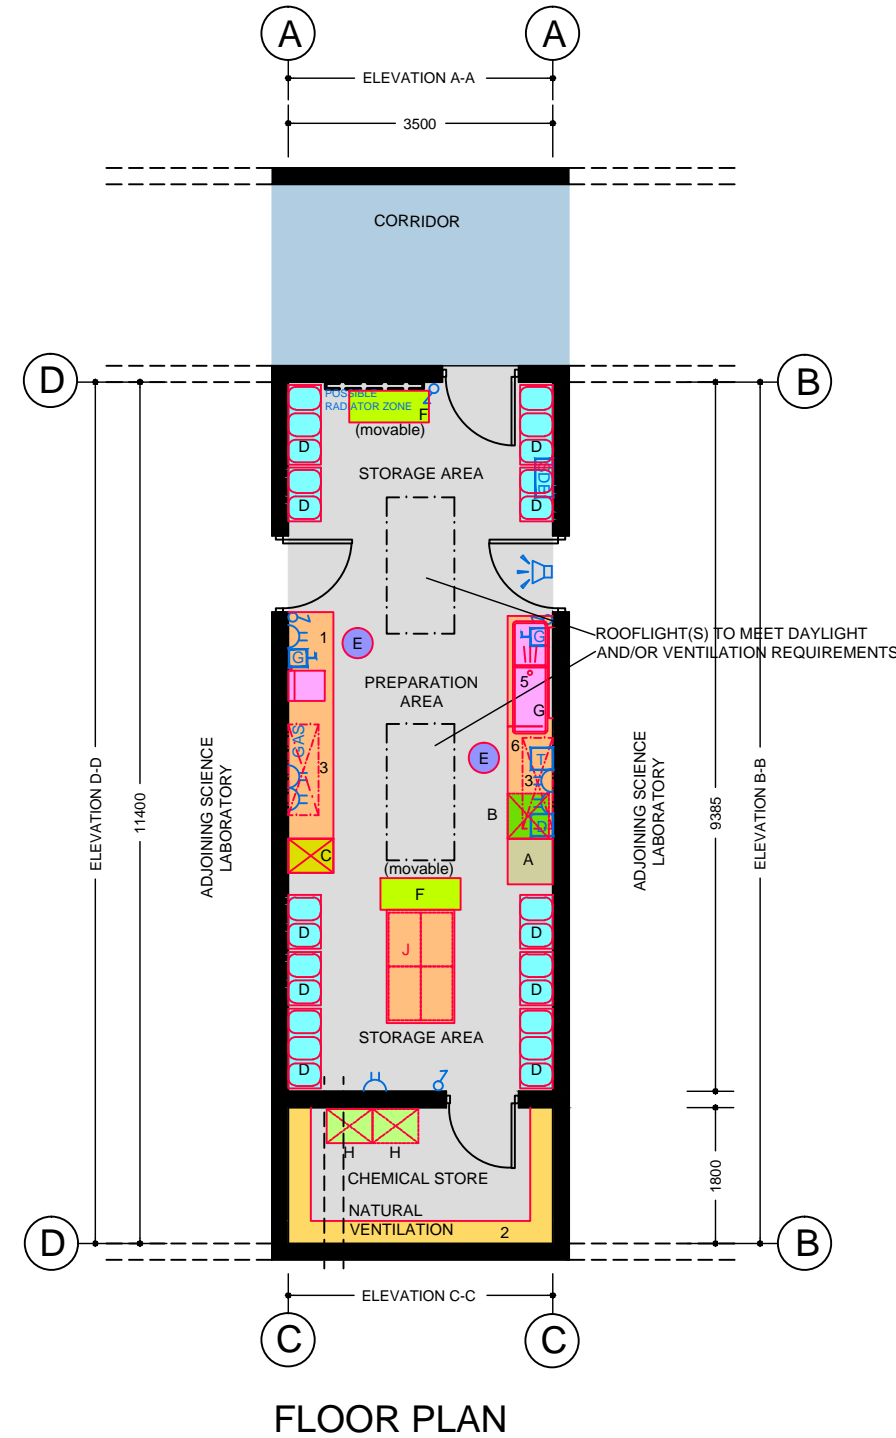 A A
ELEVATION A-A
3500
CORRIDOR
D B
POSSIBLE
RADIATOR ZONE
F
(movable)
D D
STORAGE AREA
D D
1 E G
G
ROOFLIGHT(S) TO MEET DAYLIGHT
AND/OR VENTILATION REQUIREMENTS
PREPARATION
AREA
5
G
GAS
6
E T
3 3
B
C A
(movable)
F
ELEVATION D-D
11400
ADJOINING SCIENCE
LABORATORY
ADJOINING SCIENCE
LABORATORY
9385
ELEVATION B-B
D D
J
D D
STORAGE AREA
D D
H H
CHEMICAL STORE
1800
NATURAL
VENTILATION 2
D B
ELEVATION C-C
C C
FLOOR PLAN